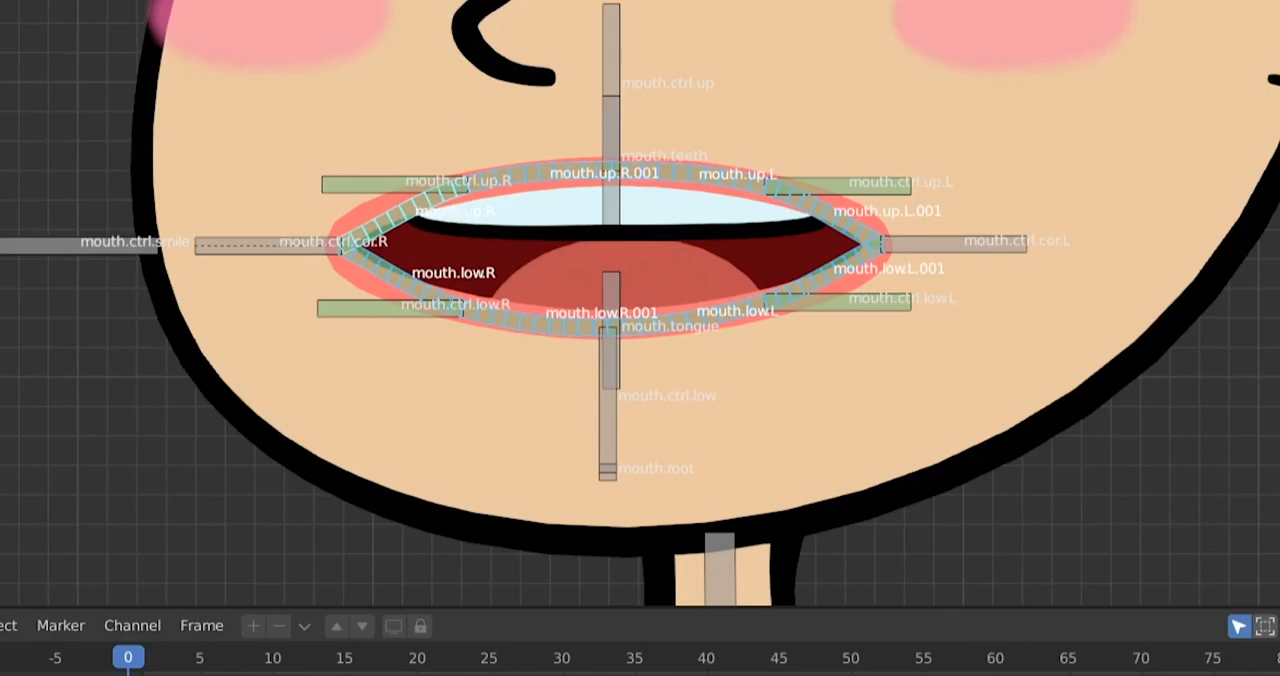 mouth.ctrl.up
mouth.teeth
mouth.up.R.001
mouth.up.L
mouth.ctrl.up.R
mouth.ctrl.up.L
mouth.up.R
mouth.up.L.001
mouth.ctrl.smile
mouth.ctrl.cor.R
mouth.ctrl.cor.L
mouth.low.R
mouth.low.L.001
mouth.ctrl.low.R
mouth.ctrl.low.L
mouth.low.R.001
mouth.low.L
mouth.tongue
mouth.ctrl.low
mouth.root
ect Marker Channel Frame
-5 0 5 10 15 20 25 30 35 40 45 50 55 60 65 70 75 8